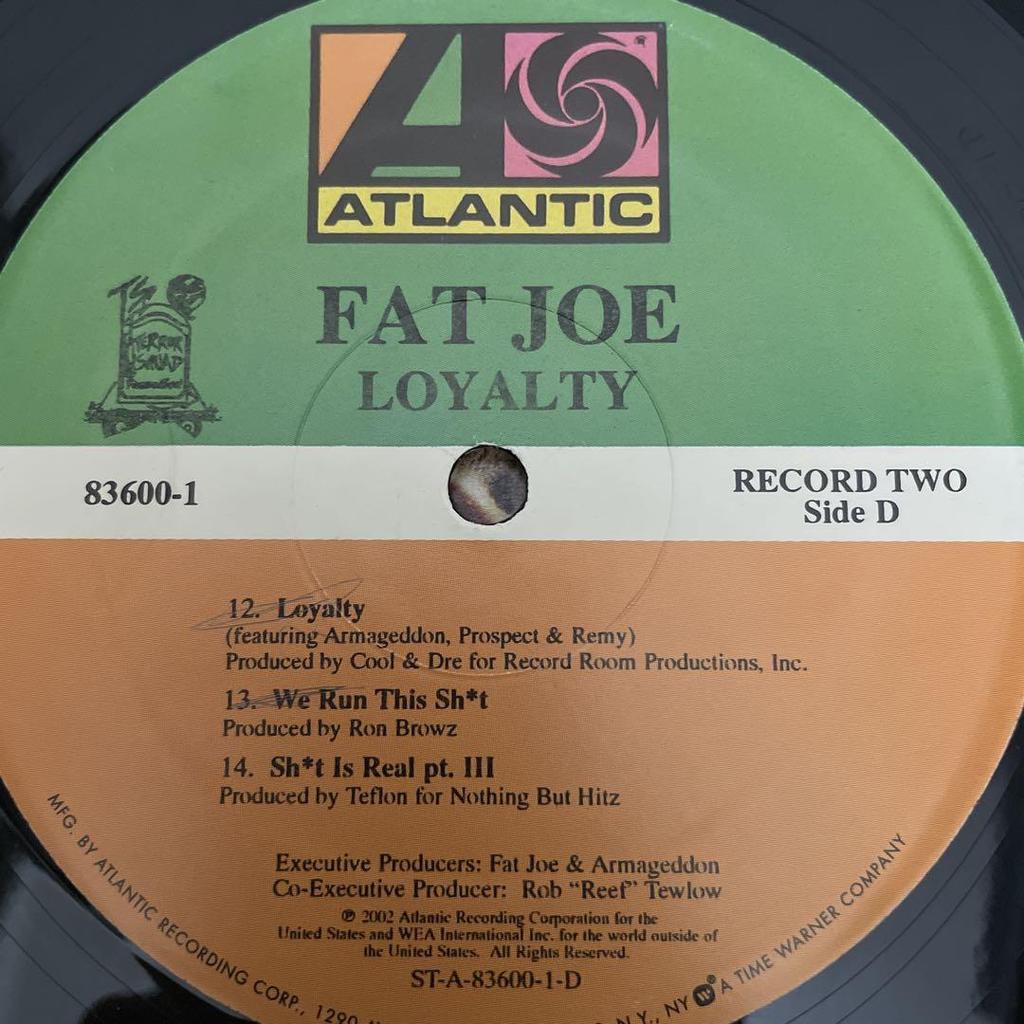 ATLANTIC
FAT JOE
LOYALTY
TS
TERROR
SQUAD
83600-1
RECORD TWO
Side D
12. Loyalty
(featuring Armageddon, Prospect & Remy)
Produced by Cool & Dre for Record Room Productions, Inc.
13. We Run This Sh*t
Produced by Ron Browz
14. Sh*t Is Real pt. III
Produced by Teflon for Nothing But Hitz
Executive Producers: Fat Joe & Armageddon
Co-Executive Producer: Rob "Reef" Tewlow
℗ 2002 Atlantic Recording Corporation for the
United States and WEA International Inc. for the world outside of
the United States. All Rights Reserved.
ST-A-83600-1-D
MFG. BY ATLANTIC RECORDING CORP., 1290 N.Y., NY A TIME WARNER COMPANY